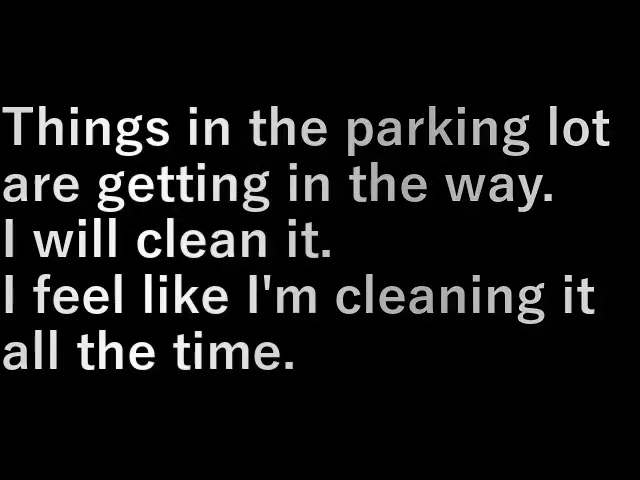 Things in the parking lot
are getting in the way.
I will clean it.
I feel like I'm cleaning it
all the time.